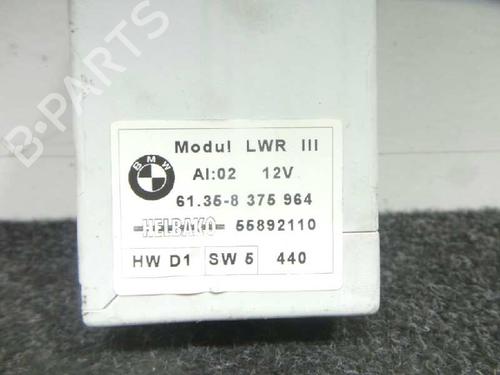 B-PARTS
BMW
Modul LWR III
AI:02 12V
61.35-8 375 964
HELBAKO 55892110
HW D1 SW 5 440